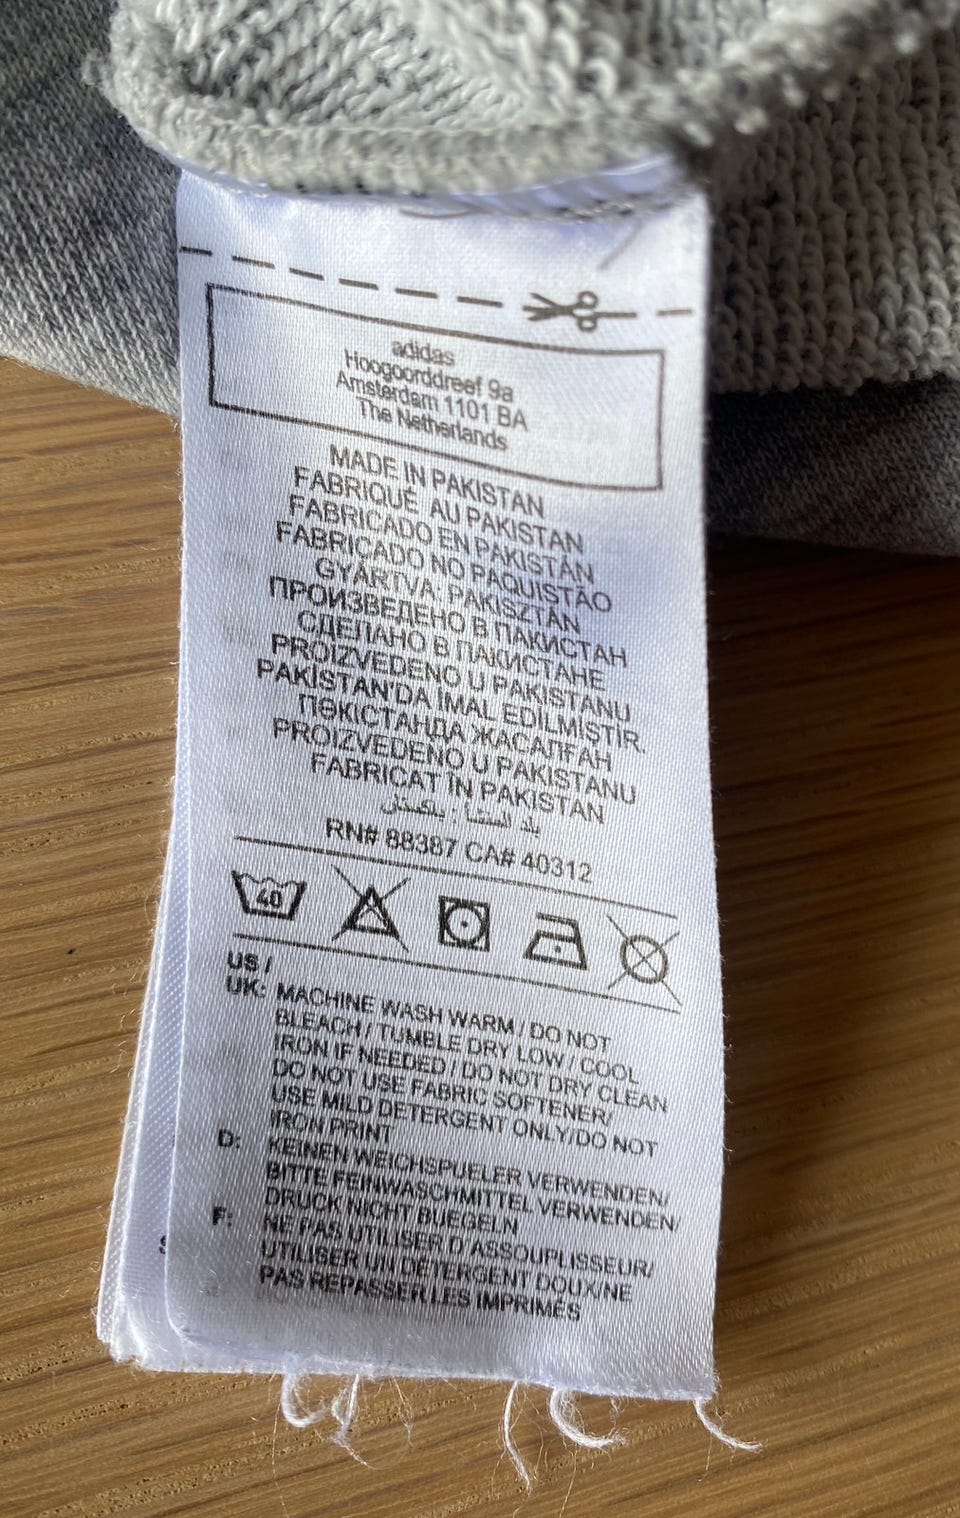 adidas
Hoogoorddreef 9a
Amsterdam 1101 BA
The Netherlands
MADE IN PAKISTAN
FABRIQUÉ AU PAKISTAN
FABRICADO EN PAKISTÁN
FABRICADO NO PAQUISTÃO
GYÁRTVA: PAKISZTÁN
ПРОИЗВЕДЕНО В ПАКИСТАН
СДЕЛАНО В ПАКИСТАНЕ
PROIZVEDENO U PAKISTANU
PAKİSTAN'DA İMAL EDİLMİŞTİR.
ПӘКІСТАНДА ЖАСАЛҒАН
PROIZVEDENO U PAKISTANU
FABRICAT ÎN PAKISTAN
بلد المنشأ: باكستان
RN# 88387 CA# 40312
40
US /
UK: MACHINE WASH WARM / DO NOT
BLEACH / TUMBLE DRY LOW / COOL
IRON IF NEEDED / DO NOT DRY CLEAN
DO NOT USE FABRIC SOFTENER/
USE MILD DETERGENT ONLY/DO NOT
IRON PRINT
D: KEINEN WEICHSPUELER VERWENDEN/
BITTE FEINWASCHMITTEL VERWENDEN/
DRUCK NICHT BUEGELN
F: NE PAS UTILISER D'ASSOUPLISSEUR/
UTILISER UN DETERGENT DOUX/NE
PAS REPASSER LES IMPRIMÉS